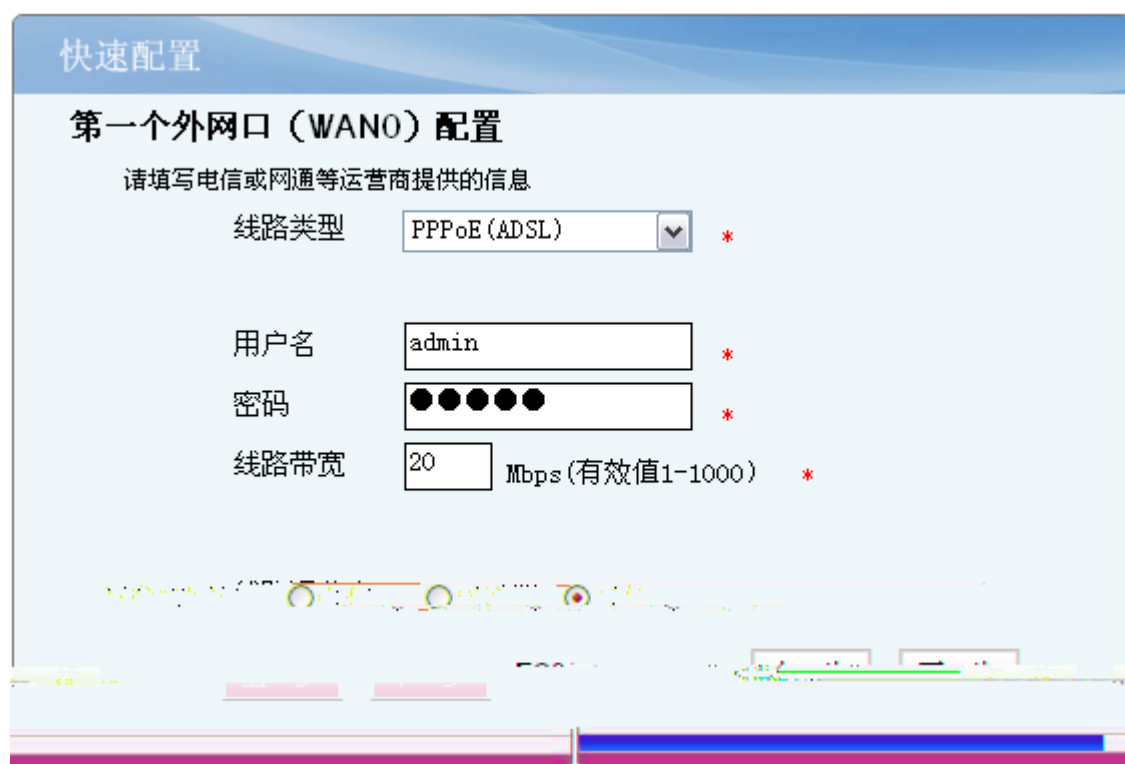 快速配置
第一个外网口（WAN0）配置
请填写电信或网通等运营商提供的信息
线路类型 PPPoE(ADSL) *
用户名 admin *
密码 ●●●●● *
线路带宽 20 Mbps(有效值1-1000) *